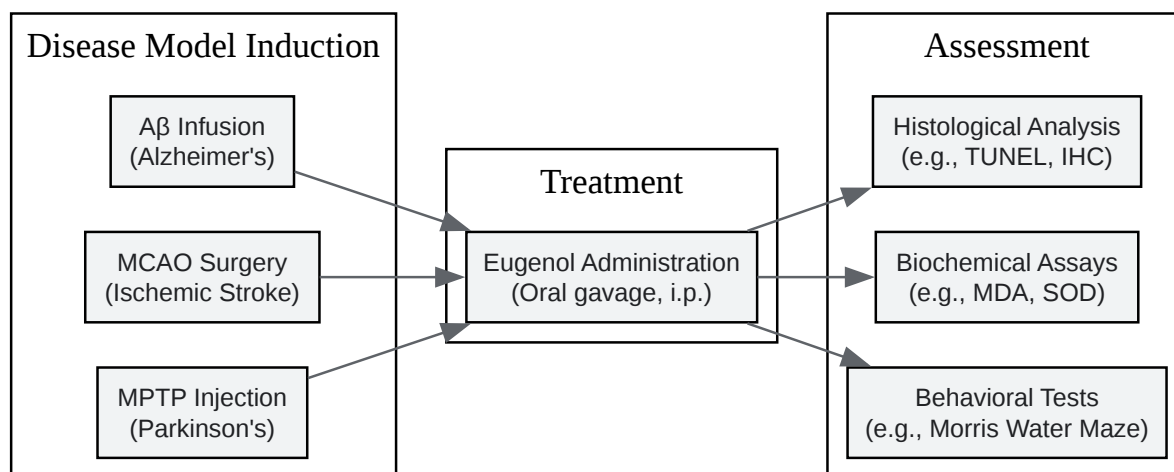 Disease Model Induction
Aβ Infusion
(Alzheimer's)
MCAO Surgery
(Ischemic Stroke)
MPTP Injection
(Parkinson's)
Treatment
Eugenol Administration
(Oral gavage, i.p.)
Assessment
Histological Analysis
(e.g., TUNEL, IHC)
Biochemical Assays
(e.g., MDA, SOD)
Behavioral Tests
(e.g., Morris Water Maze)